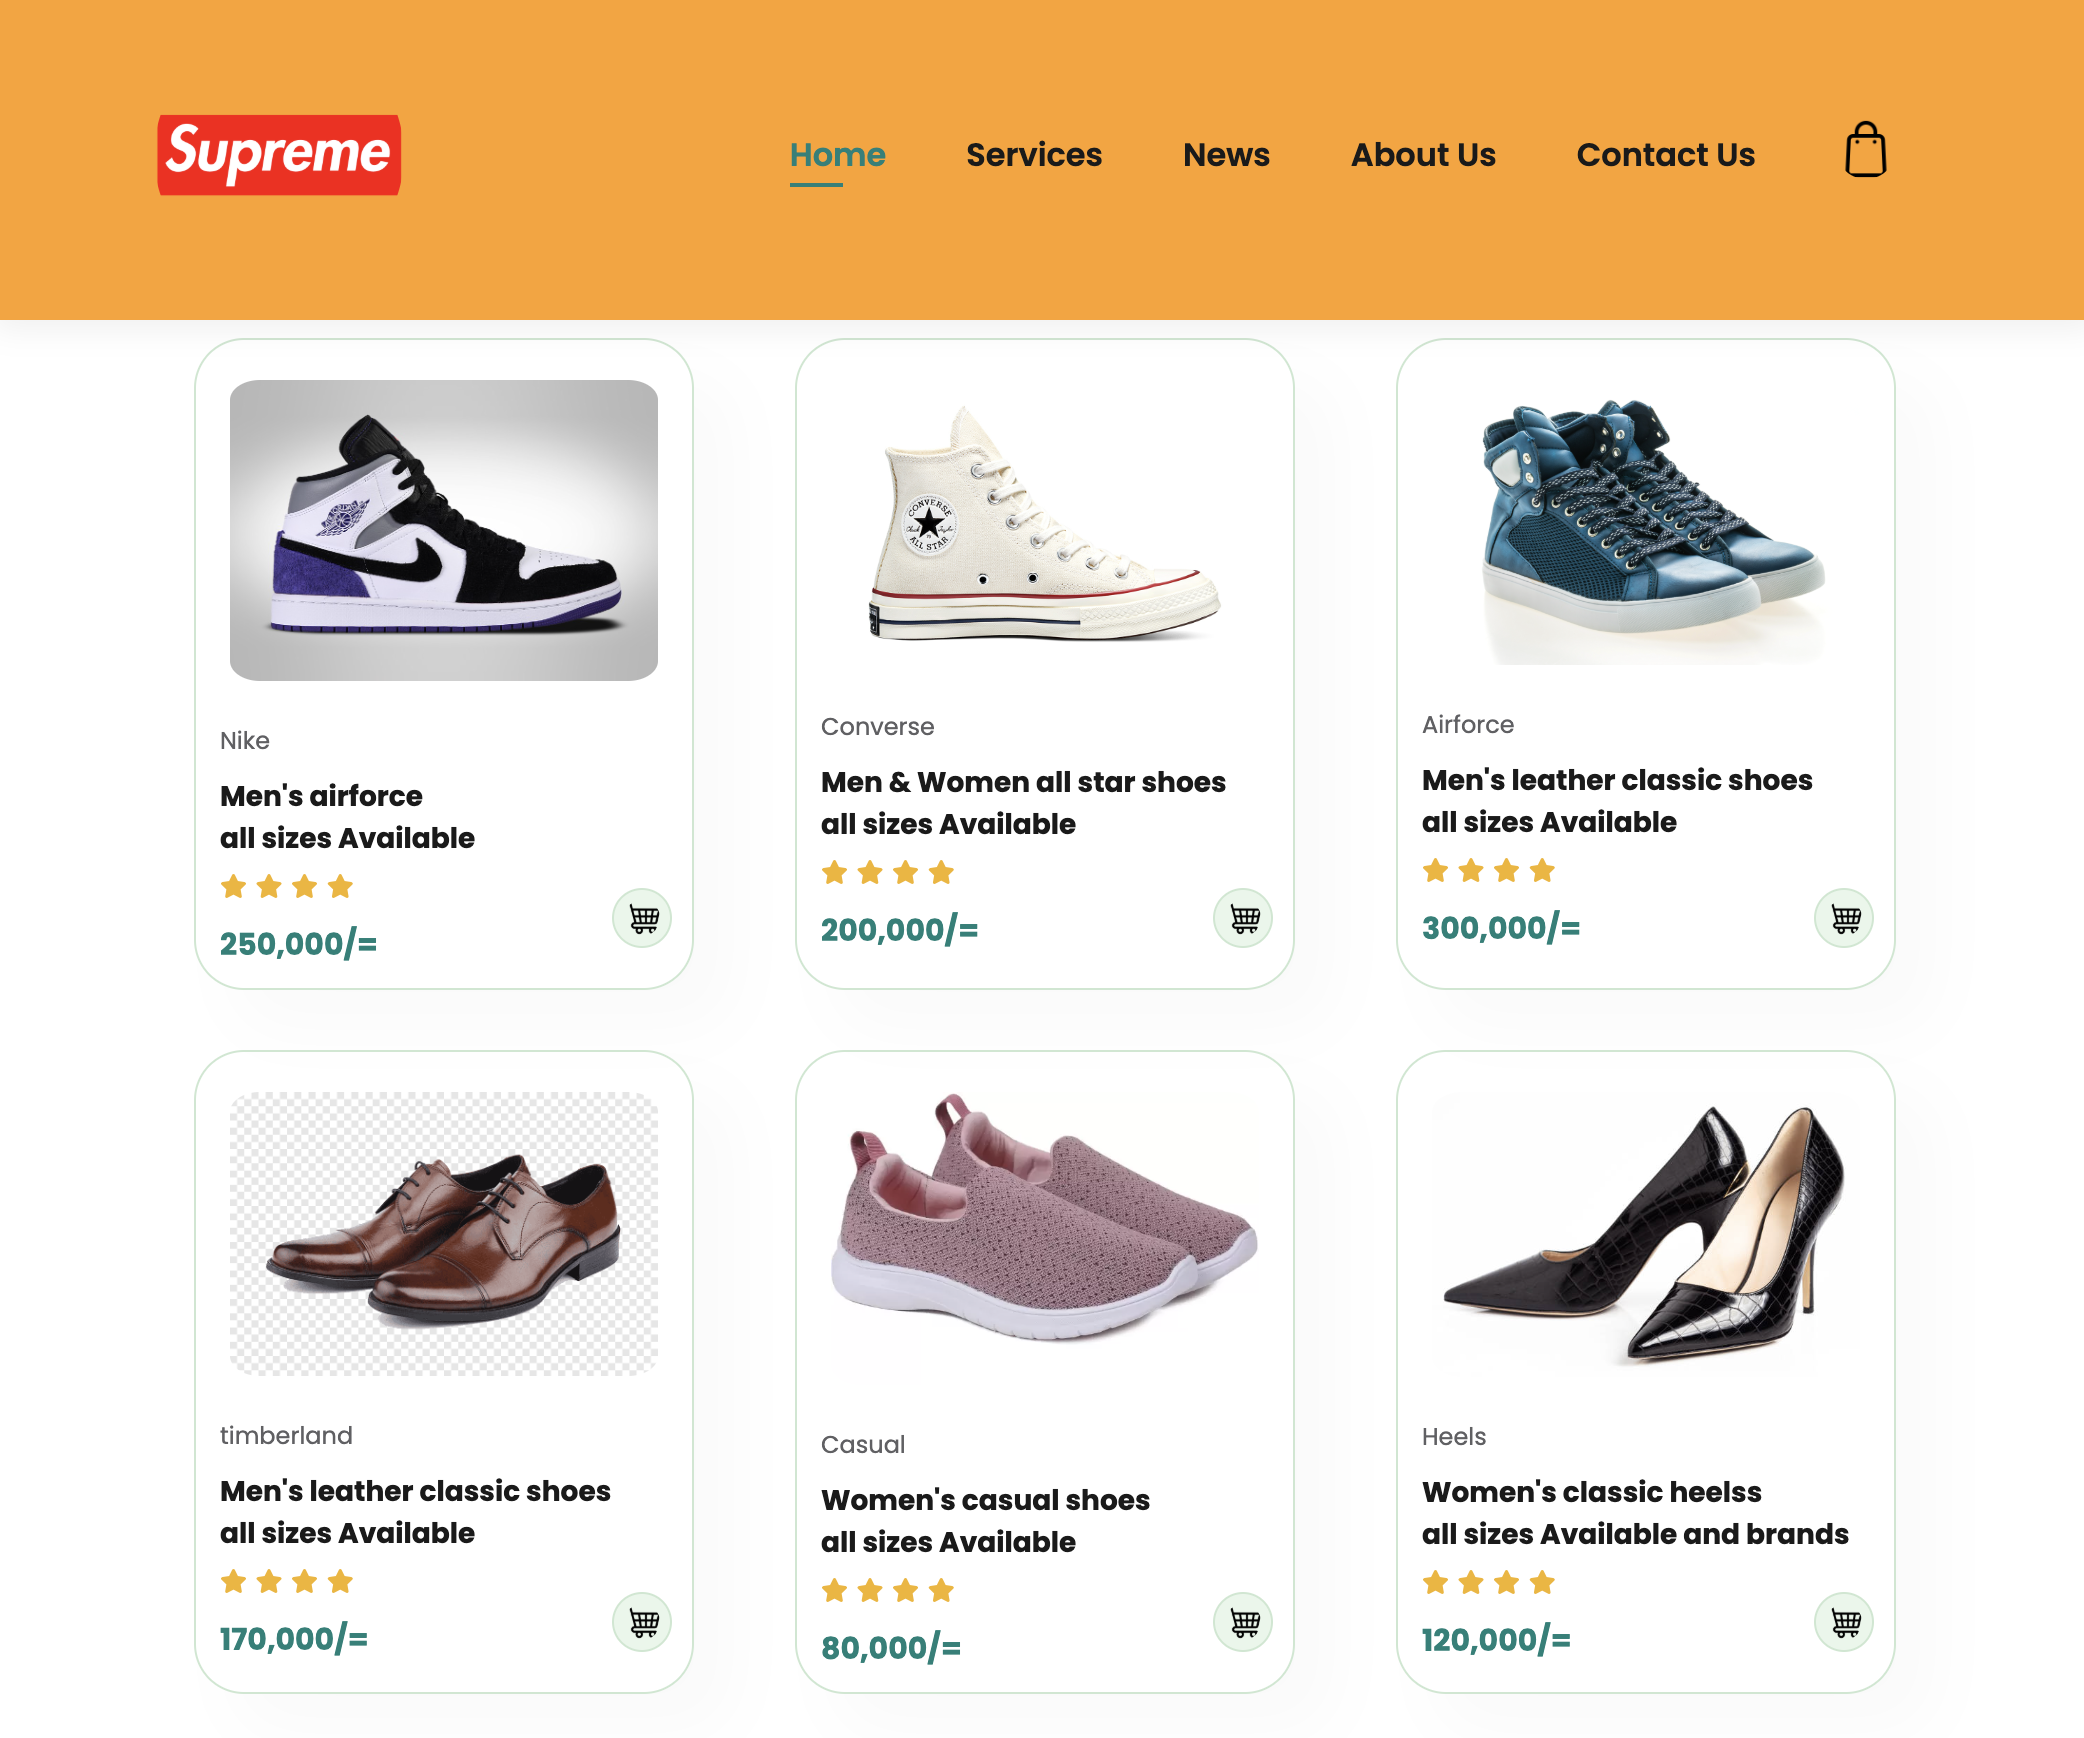 Supreme
Home Services News About Us Contact Us
CONVERSE
ALL STAR
Nike
Men's airforce
all sizes Available
250,000/=
Converse
Men & Women all star shoes
all sizes Available
200,000/=
Airforce
Men's leather classic shoes
all sizes Available
300,000/=
timberland
Men's leather classic shoes
all sizes Available
170,000/=
Casual
Women's casual shoes
all sizes Available
80,000/=
Heels
Women's classic heelss
all sizes Available and brands
120,000/=